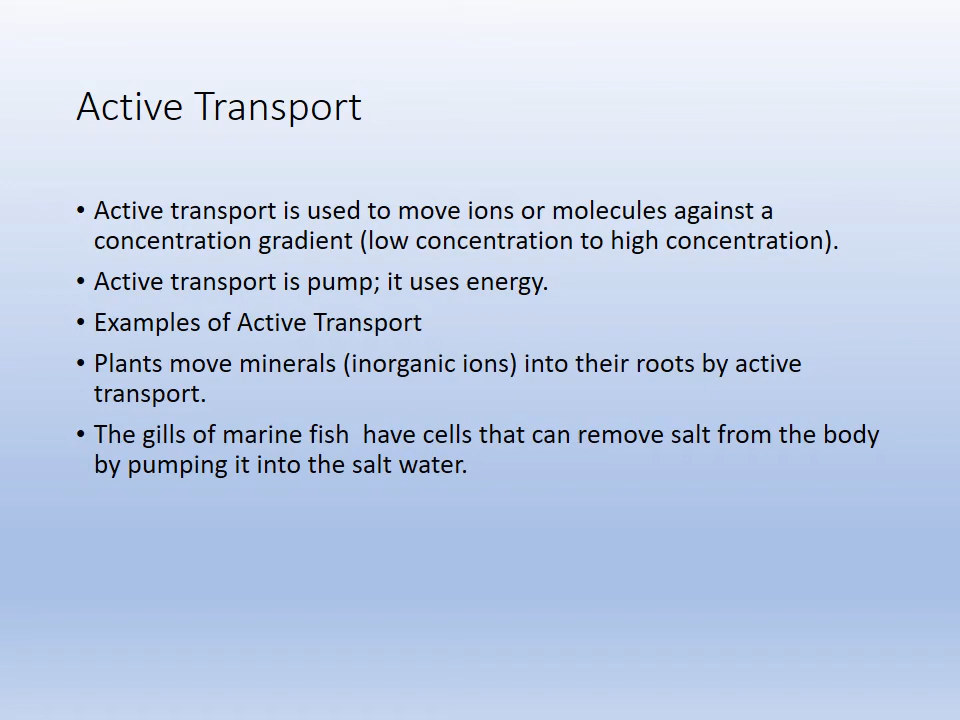 Active Transport
• Active transport is used to move ions or molecules against a
concentration gradient (low concentration to high concentration).
• Active transport is pump; it uses energy.
• Examples of Active Transport
• Plants move minerals (inorganic ions) into their roots by active
transport.
• The gills of marine fish  have cells that can remove salt from the body
by pumping it into the salt water.